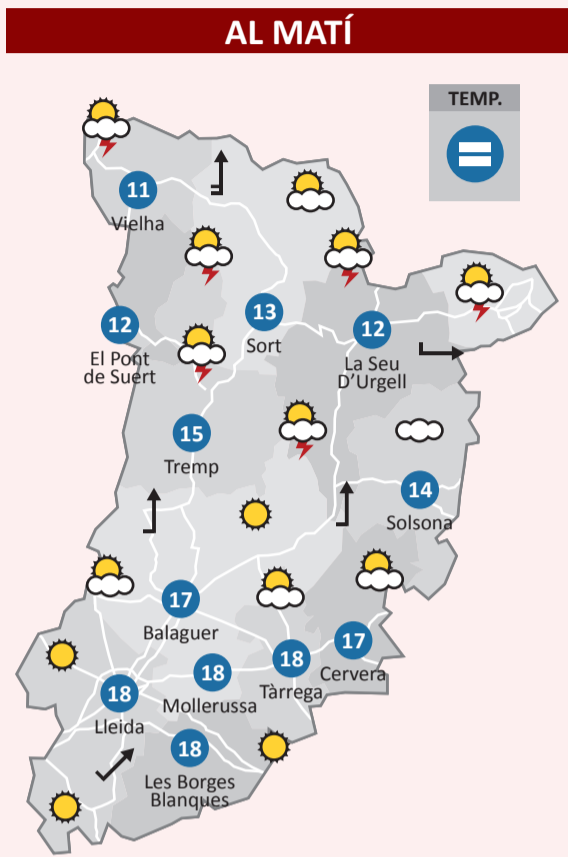 AL MATÍ
TEMP.
11
Vielha
12
El Pont
de Suert
13
Sort
12
La Seu
D'Urgell
15
Tremp
14
Solsona
17
Balaguer
17
Cervera
18
Tàrrega
18
Mollerussa
18
Lleida
18
Les Borges
Blanques